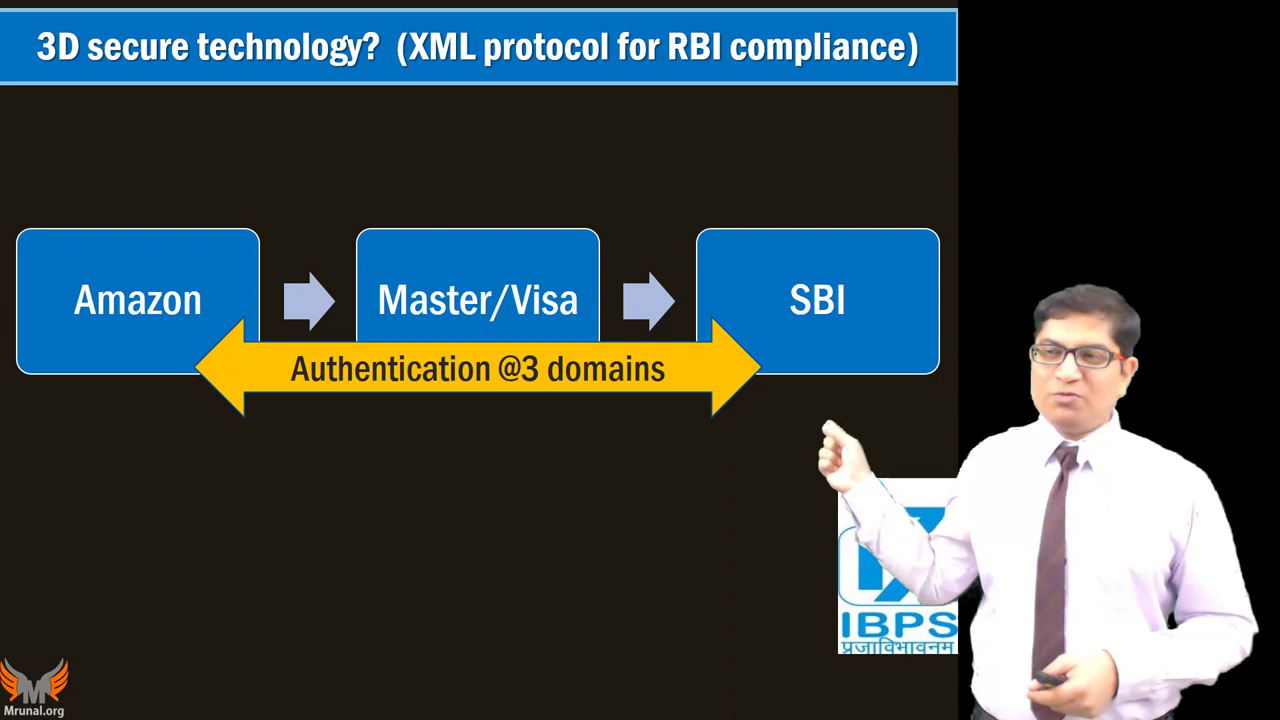 3D secure technology? (XML protocol for RBI compliance)
Amazon
Master/Visa
SBI
Authentication @3 domains
IBPS
प्रजाविभावनम
Mrunal.org